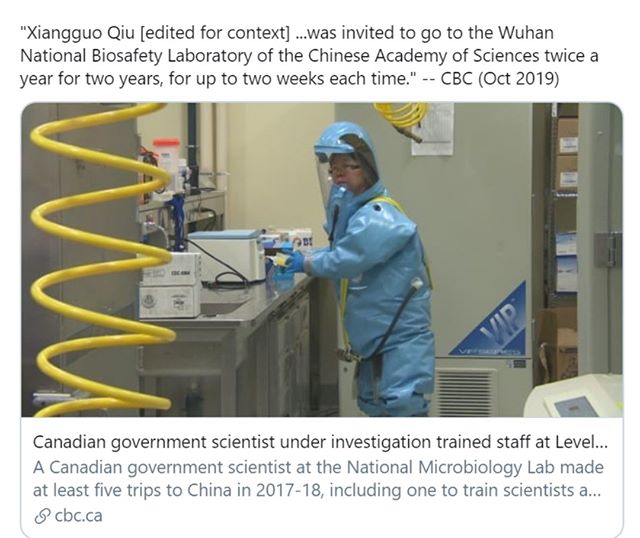 "Xiangguo Qiu [edited for context] ...was invited to go to the Wuhan
National Biosafety Laboratory of the Chinese Academy of Sciences twice a
year for two years, for up to two weeks each time." -- CBC (Oct 2019)
VIP
VIP SERIES
Canadian government scientist under investigation trained staff at Level...
A Canadian government scientist at the National Microbiology Lab made
at least five trips to China in 2017-18, including one to train scientists a...
cbc.ca